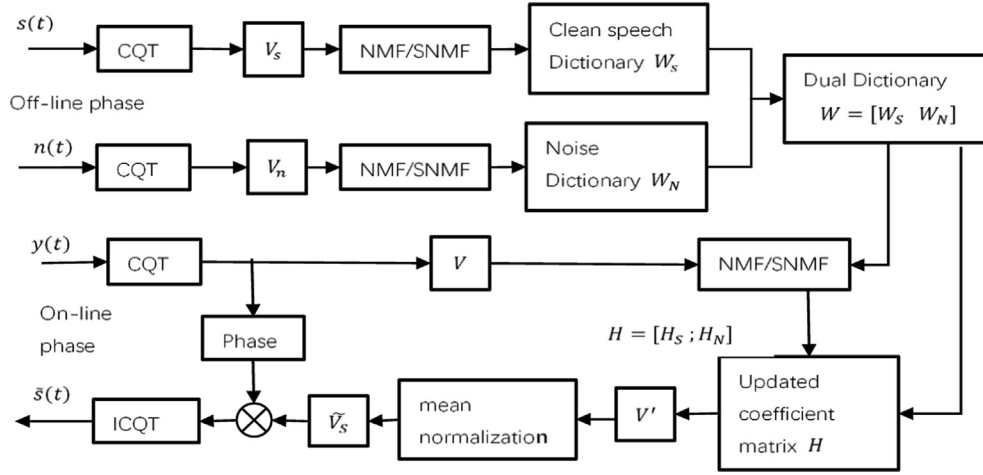 s(t)
CQT
V_s
NMF/SNMF
Clean speech
Dictionary W_s
Dual Dictionary
W = [W_S W_N]
Off-line phase
n(t)
CQT
V_n
NMF/SNMF
Noise
Dictionary W_N
y(t)
CQT
V
NMF/SNMF
On-line
phase
Phase
H = [H_S ; H_N]
s̃(t)
ICQT
Ṽ_S
mean
normalization
V′
Updated
coefficient
matrix H